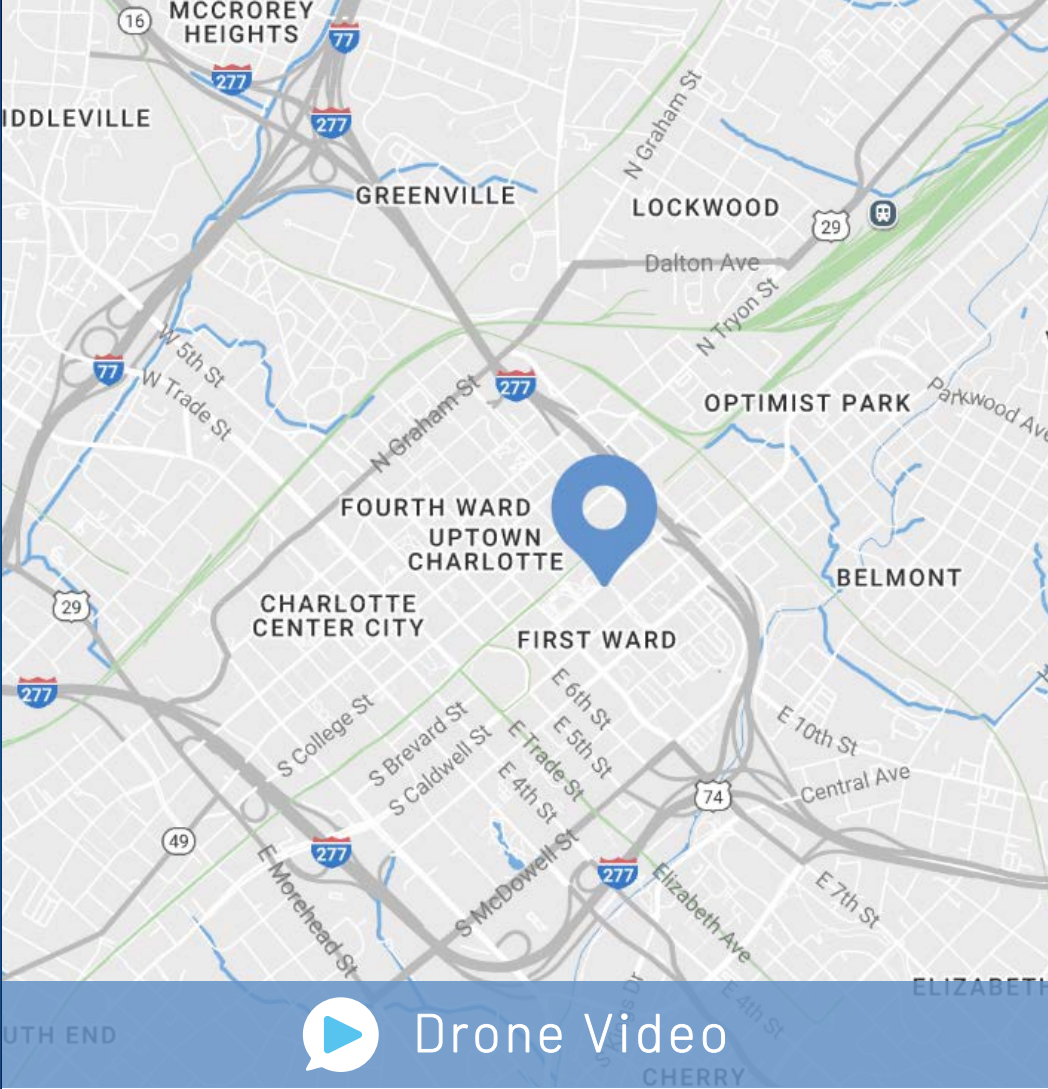 MCCROREY
HEIGHTS
16
77
277
277
IDDLEVILLE
N Graham St
GREENVILLE
LOCKWOOD
29
Dalton Ave
N Tryon St
W 5th St
77
W Trade St
277
N Graham St
OPTIMIST PARK
Parkwood Ave
FOURTH WARD
UPTOWN
CHARLOTTE
BELMONT
29
CHARLOTTE
CENTER CITY
FIRST WARD
277
E 6th St
E 5th St
S College St
S Brevard St
S Caldwell St
E Trade St
E 4th St
E 10th St
Central Ave
74
49
277
E Morehead St
S McDowell St
277
Elizabeth Ave
E 7th St
ELIZABETH
E 4th St
S Kings Dr
UTH END
Drone Video
CHERRY